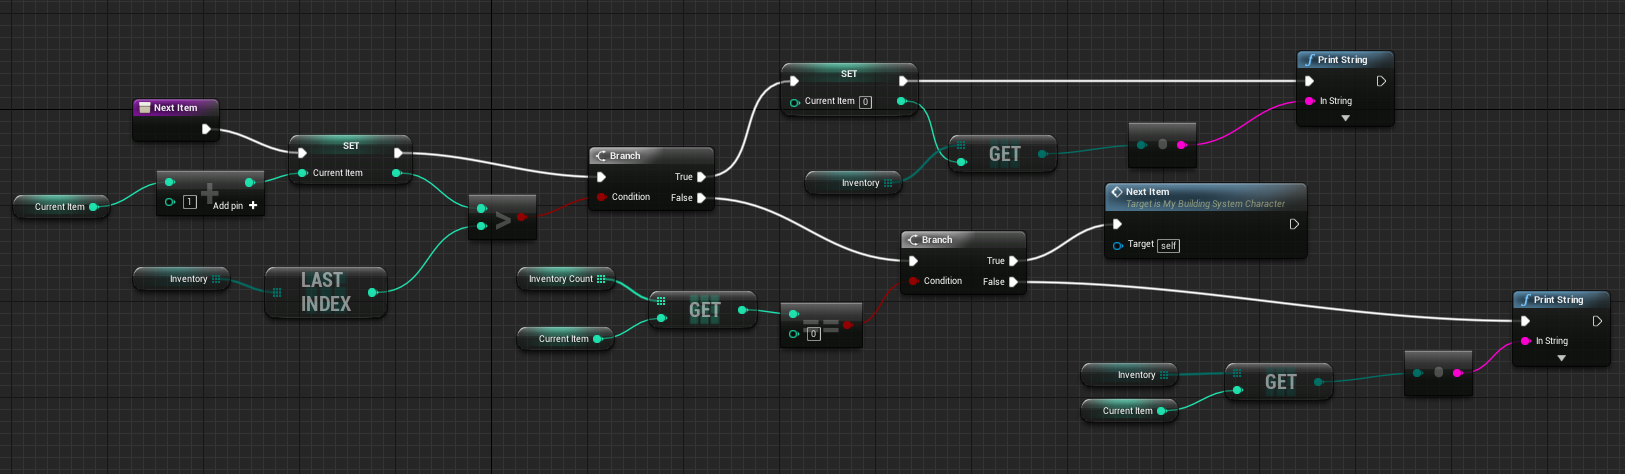 Next Item
Current Item
+
1
Add pin +
SET
Current Item
Inventory
LAST
INDEX
>
Branch
True
Condition
False
SET
Current Item 0
Inventory
GET
Print String
In String
Inventory Count
Current Item
GET
==
0
Branch
True
Condition
False
Next Item
Target is My Building System Character
Target self
Inventory
Current Item
GET
Print String
In String